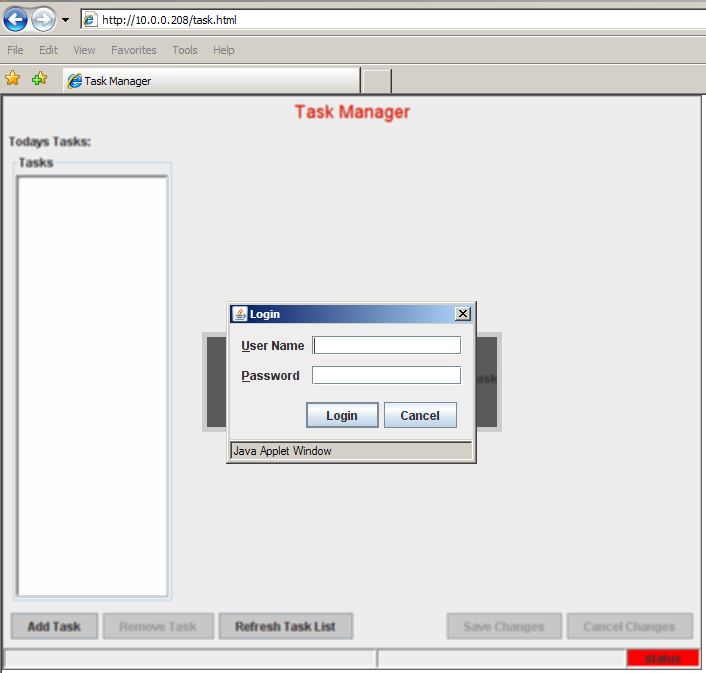 http://10.0.0.208/task.html
File Edit View Favorites Tools Help
Task Manager
Task Manager
Todays Tasks:
Tasks
Login
User Name
Password
ask
Login Cancel
Java Applet Window
Add Task Remove Task Refresh Task List Save Changes Cancel Changes
status